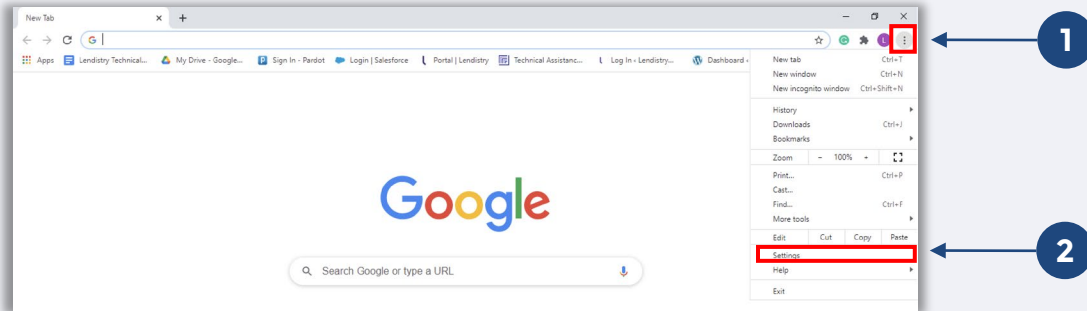 New Tab
G
Apps Lendistry Technical... My Drive - Google... Sign In - Pardot Login | Salesforce Portal | Lendistry Technical Assistanc... Log In ‹ Lendistry... Dashboard ‹
L
1
New tab Ctrl+T
New window Ctrl+N
New incognito window Ctrl+Shift+N
History
Downloads Ctrl+J
Bookmarks
Zoom - 100% +
Print... Ctrl+P
Cast...
Find... Ctrl+F
More tools
Edit Cut Copy Paste
Settings
2
Help
Exit
Google
Search Google or type a URL